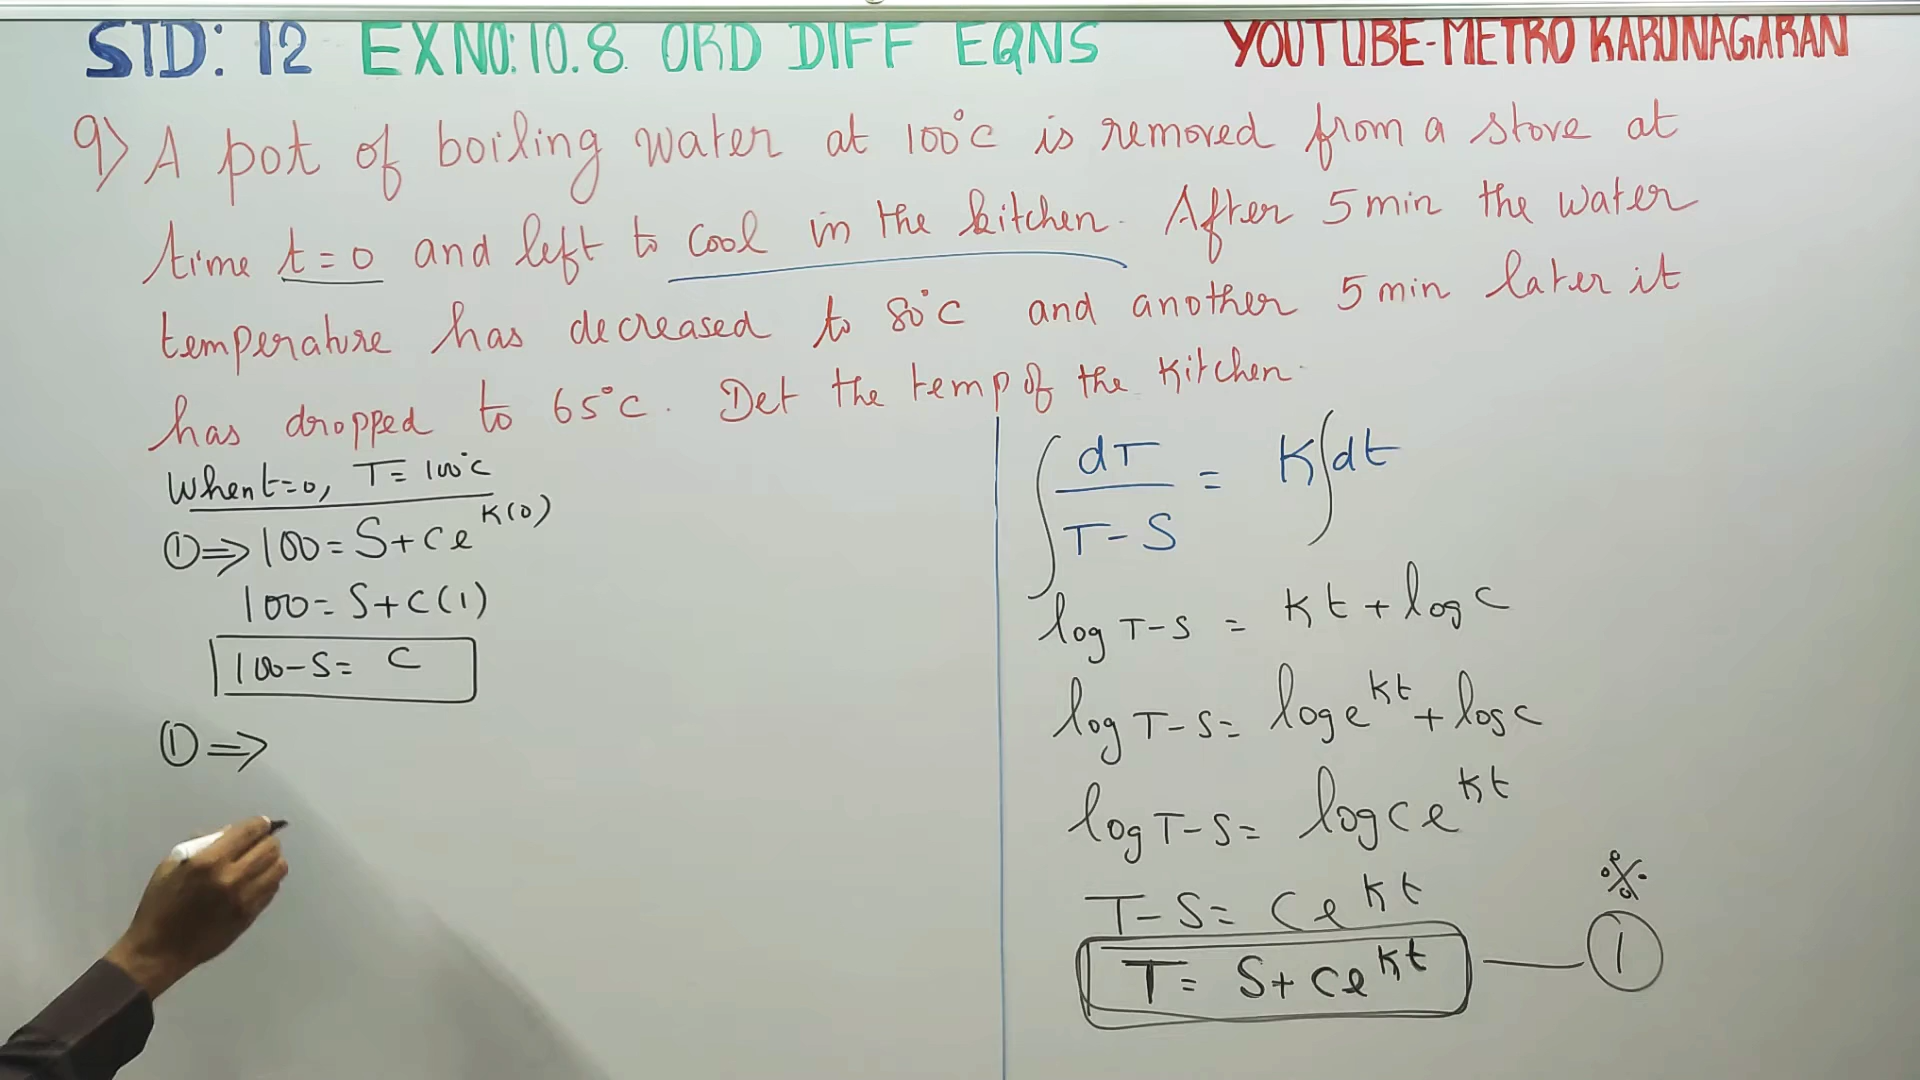 STD: 12 EXNO:10.8. ORD DIFF EQNS YOUTUBE-METRO KARUNAGARAN
9) A pot of boiling water at 100°C is removed from a stove at
time t=0 and left to cool in the kitchen. After 5 min the water
temperature has decreased to 80°C and another 5 min later it
has dropped to 65°C. Det the temp of the Kitchen.
When t=0, T=100°C
① ⇒ 100 = S+Ce^K(0)
100 = S+C(1)
100-S = C
① ⇒
∫ dT/T-S = K∫dt
log T-S = Kt + log C
log T-S = log e^Kt + log C
log T-S = log C e^Kt
T-S = C e^Kt
T = S+Ce^Kt — ①